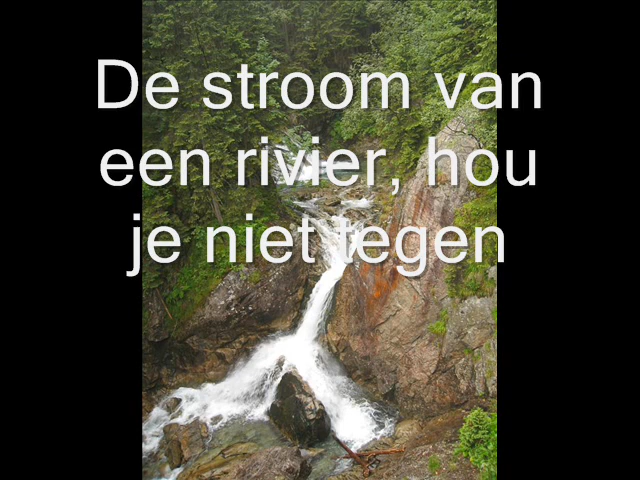 De stroom van
een rivier, hou
je niet tegen